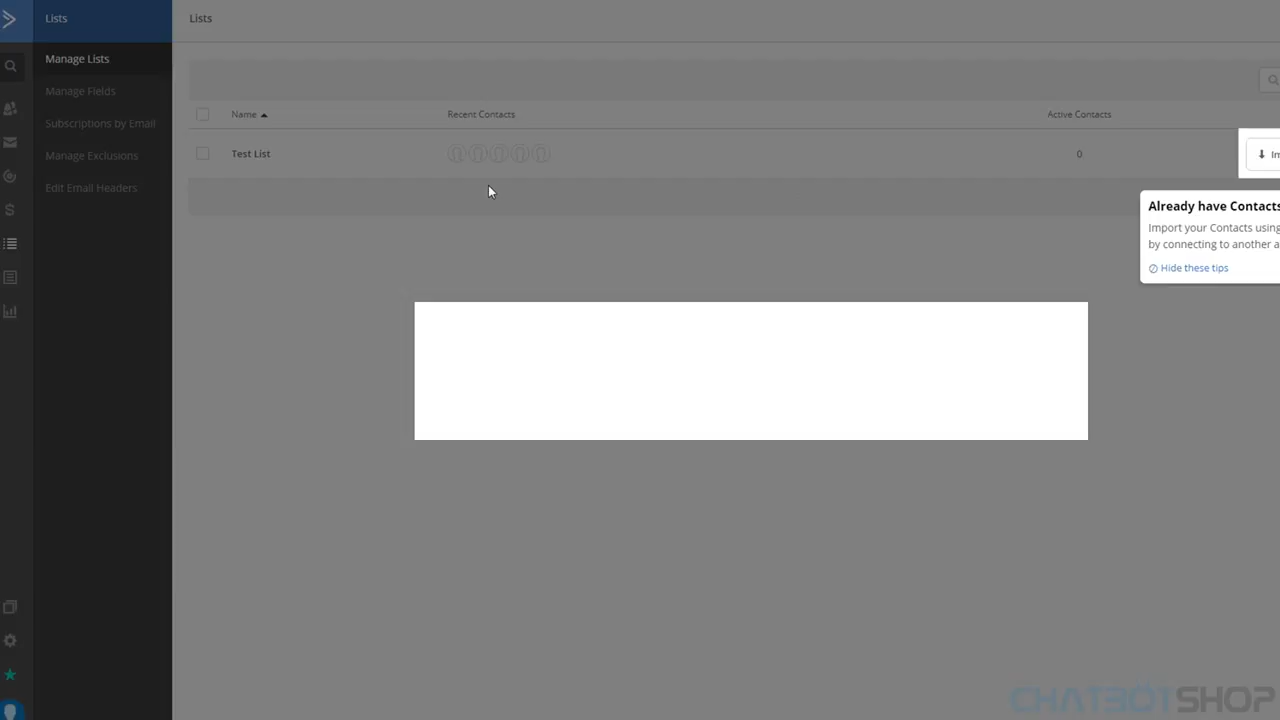 Lists
Lists
Manage Lists
Manage Fields
Subscriptions by Email
Manage Exclusions
Edit Email Headers
Name
Recent Contacts
Active Contacts
Test List
0
Im
Already have Contacts
Import your Contacts using
by connecting to another a
Hide these tips
CHATBOTSHOP